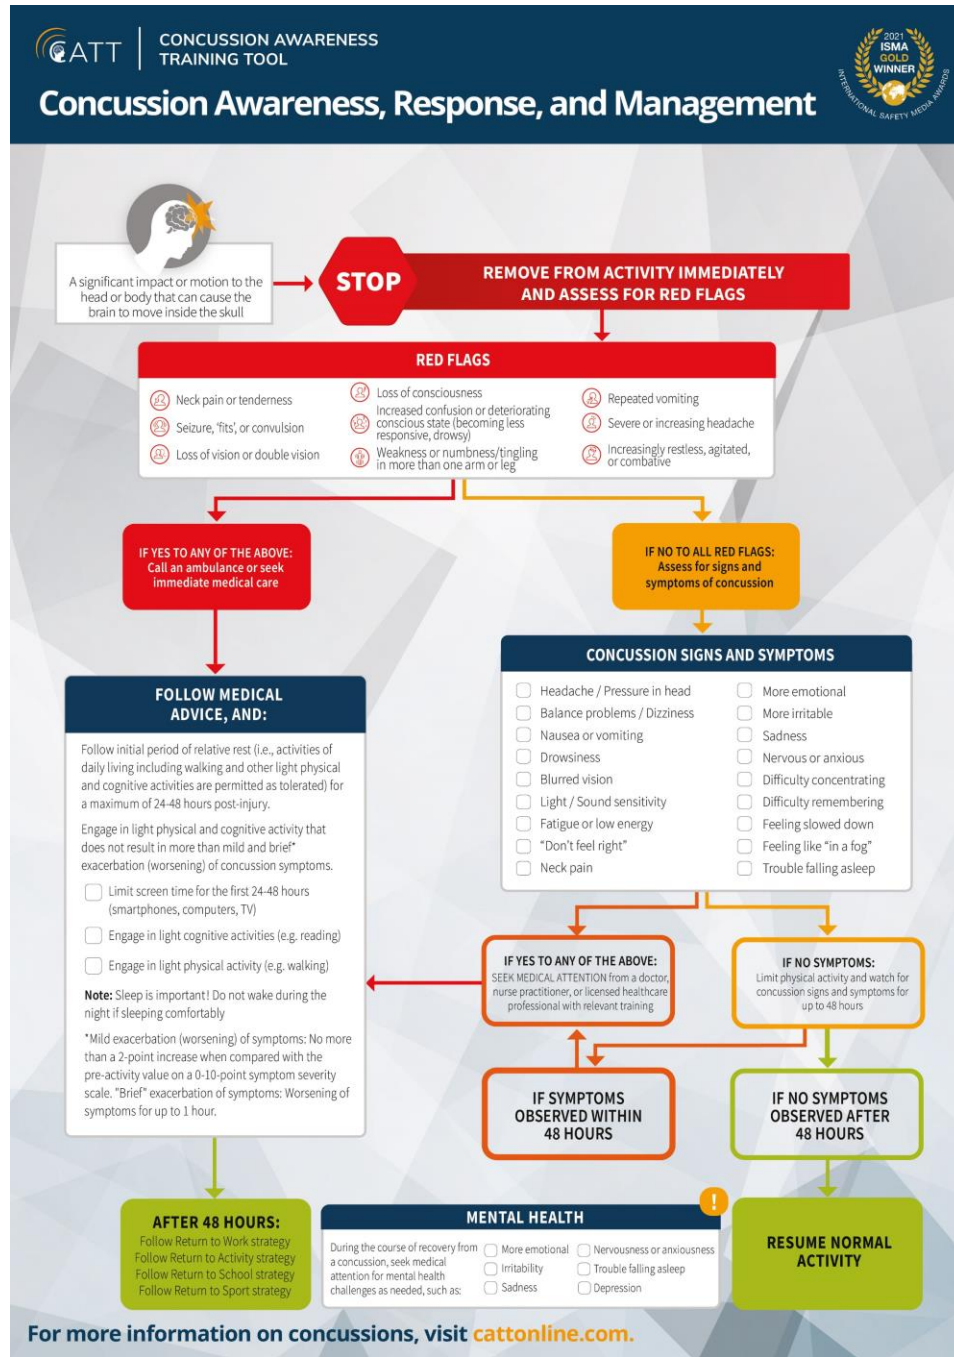 CATT
CONCUSSION AWARENESS
TRAINING TOOL
2021
ISMA
GOLD
WINNER
INTERNATIONAL SAFETY MEDIA AWARDS
Concussion Awareness, Response, and Management
A significant impact or motion to the
head or body that can cause the
brain to move inside the skull
STOP
REMOVE FROM ACTIVITY IMMEDIATELY
AND ASSESS FOR RED FLAGS
RED FLAGS
Neck pain or tenderness
Seizure, ‘fits’, or convulsion
Loss of vision or double vision
Loss of consciousness
Increased confusion or deteriorating
conscious state (becoming less
responsive, drowsy)
Weakness or numbness/tingling
in more than one arm or leg
Repeated vomiting
Severe or increasing headache
Increasingly restless, agitated,
or combative
IF YES TO ANY OF THE ABOVE:
Call an ambulance or seek
immediate medical care
IF NO TO ALL RED FLAGS:
Assess for signs and
symptoms of concussion
FOLLOW MEDICAL
ADVICE, AND:
Follow initial period of relative rest (i.e., activities of
daily living including walking and other light physical
and cognitive activities are permitted as tolerated) for
a maximum of 24-48 hours post-injury.
Engage in light physical and cognitive activity that
does not result in more than mild and brief*
exacerbation (worsening) of concussion symptoms.
Limit screen time for the first 24-48 hours
(smartphones, computers, TV)
Engage in light cognitive activities (e.g. reading)
Engage in light physical activity (e.g. walking)
Note: Sleep is important! Do not wake during the
night if sleeping comfortably
*Mild exacerbation (worsening) of symptoms: No more
than a 2-point increase when compared with the
pre-activity value on a 0-10-point symptom severity
scale. "Brief" exacerbation of symptoms: Worsening of
symptoms for up to 1 hour.
CONCUSSION SIGNS AND SYMPTOMS
Headache / Pressure in head
Balance problems / Dizziness
Nausea or vomiting
Drowsiness
Blurred vision
Light / Sound sensitivity
Fatigue or low energy
“Don’t feel right”
Neck pain
More emotional
More irritable
Sadness
Nervous or anxious
Difficulty concentrating
Difficulty remembering
Feeling slowed down
Feeling like “in a fog”
Trouble falling asleep
IF YES TO ANY OF THE ABOVE:
SEEK MEDICAL ATTENTION from a doctor,
nurse practitioner, or licensed healthcare
professional with relevant training
IF NO SYMPTOMS:
Limit physical activity and watch for
concussion signs and symptoms for
up to 48 hours
IF SYMPTOMS
OBSERVED WITHIN
48 HOURS
IF NO SYMPTOMS
OBSERVED AFTER
48 HOURS
AFTER 48 HOURS:
Follow Return to Work strategy
Follow Return to Activity strategy
Follow Return to School strategy
Follow Return to Sport strategy
MENTAL HEALTH
!
During the course of recovery from
a concussion, seek medical
attention for mental health
challenges as needed, such as:
More emotional
Irritability
Sadness
Nervousness or anxiousness
Trouble falling asleep
Depression
RESUME NORMAL
ACTIVITY
For more information on concussions, visit cattonline.com.